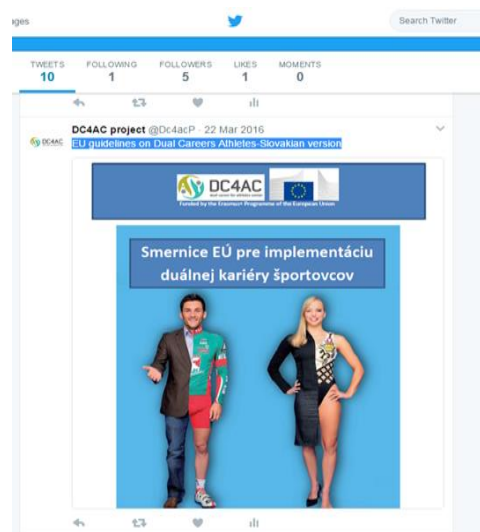 ages
Search Twitter
TWEETS FOLLOWING FOLLOWERS LIKES MOMENTS
10 1 5 1 0
DC4AC project @Dc4acP · 22 Mar 2016
EU guidelines on Dual Careers Athletes-Slovakian version
DC4AC
Funded by the Erasmus+ Programme of the European Union
Smernice EÚ pre implementáciu
duálnej kariéry športovcov